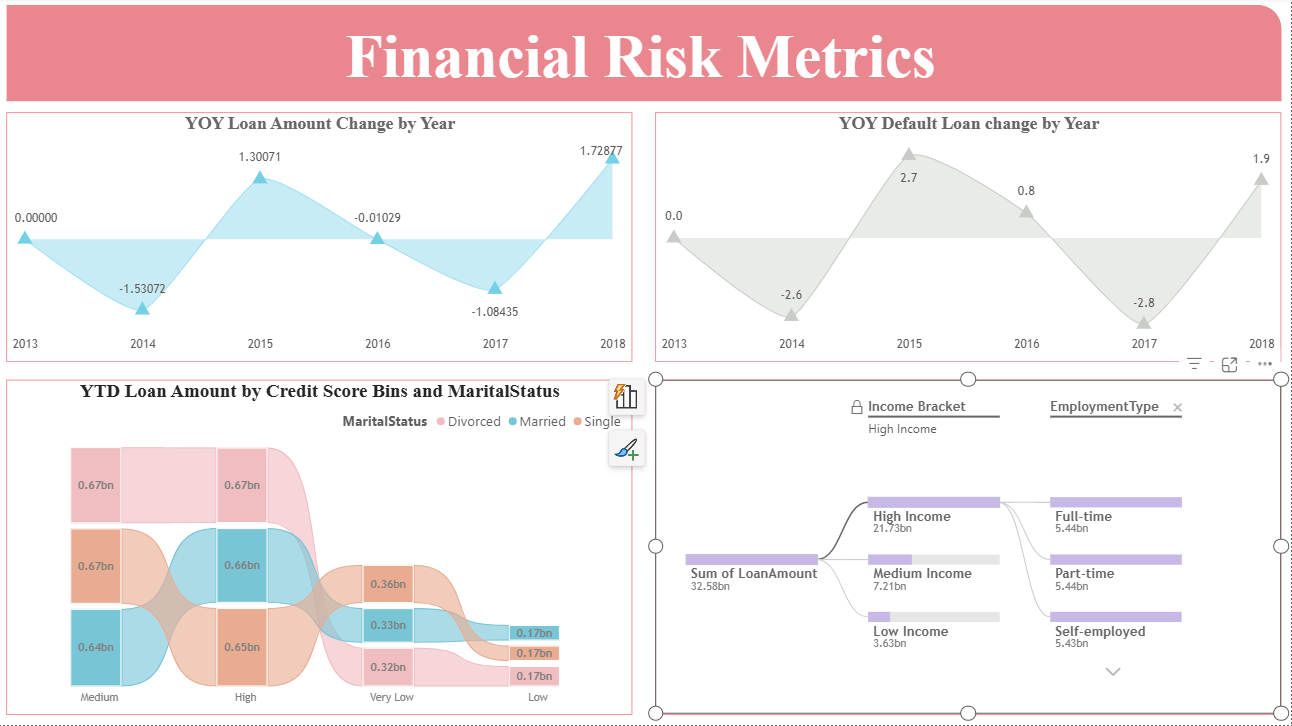 Financial Risk Metrics
YOY Loan Amount Change by Year
0.00000
-1.53072
1.30071
-0.01029
-1.08435
1.72877
2013
2014
2015
2016
2017
2018
YOY Default Loan change by Year
0.0
-2.6
2.7
0.8
-2.8
1.9
2013
2014
2015
2016
2017
2018
YTD Loan Amount by Credit Score Bins and MaritalStatus
MaritalStatus Divorced Married Single
0.67bn
0.67bn
0.64bn
0.67bn
0.66bn
0.65bn
0.36bn
0.33bn
0.32bn
0.17bn
0.17bn
0.17bn
Medium
High
Very Low
Low
Income Bracket
High Income
EmploymentType
Sum of LoanAmount
32.58bn
High Income
21.73bn
Medium Income
7.21bn
Low Income
3.63bn
Full-time
5.44bn
Part-time
5.44bn
Self-employed
5.43bn